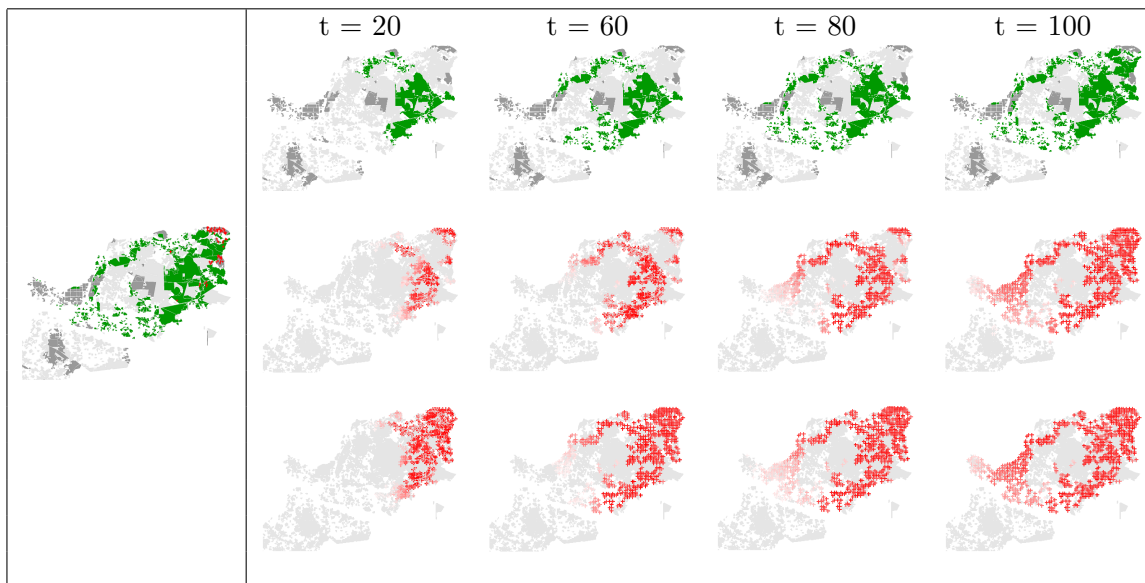 t = 20 t = 60 t = 80 t = 100